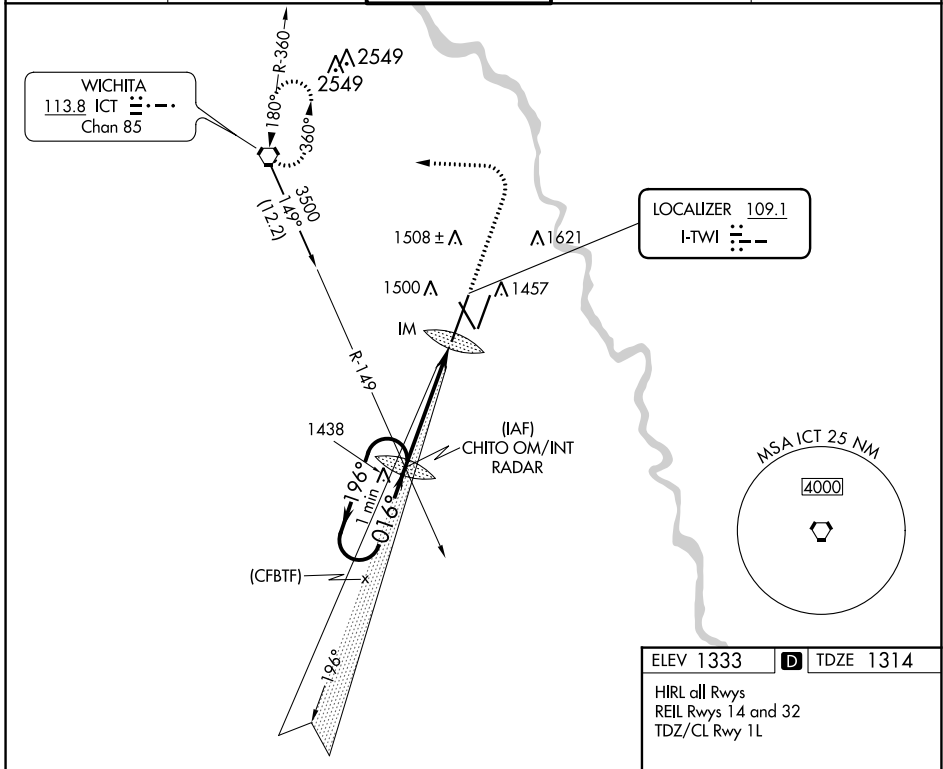 R-360
2549
2549
WICHITA
113.8 ICT
Chan 85
180°
360°
3500
149°
(12.2)
LOCALIZER 109.1
I-TWI
1508 ±
1621
1500
1457
IM
R-149
1438
(IAF)
CHITO OM/INT
RADAR
196°
1 min
016°
(CFBTF)
x
196°
MSA ICT 25 NM
4000
ELEV 1333 D TDZE 1314
HIRL all Rwys
REIL Rwys 14 and 32
TDZ/CL Rwy 1L